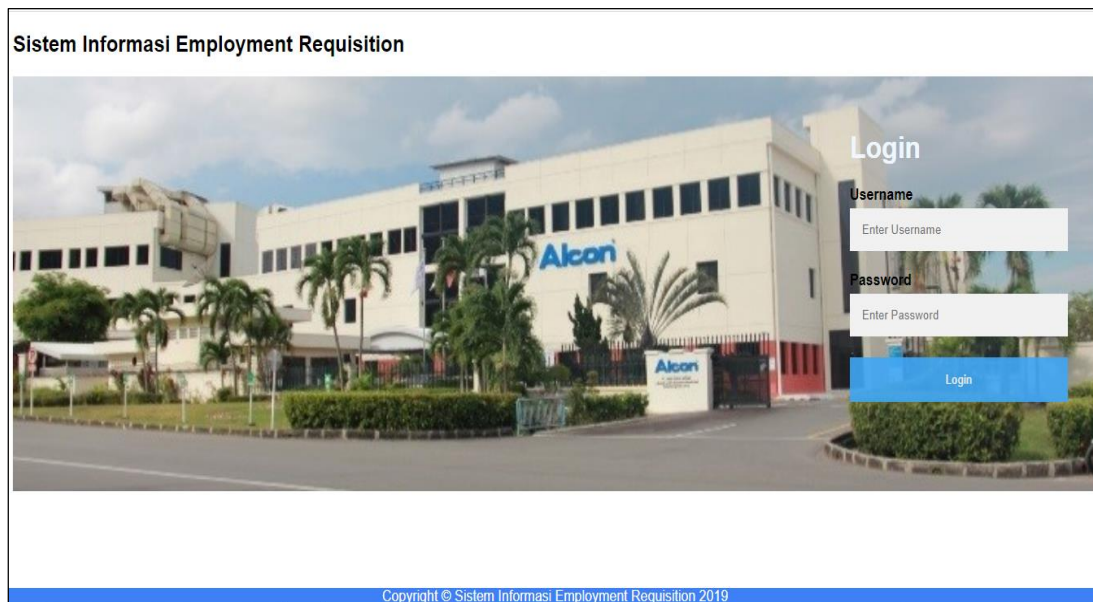 Sistem Informasi Employment Requisition
Alcon
Alcon
Login
Username
Enter Username
Password
Enter Password
Login
Copyright © Sistem Informasi Employment Requisition 2019